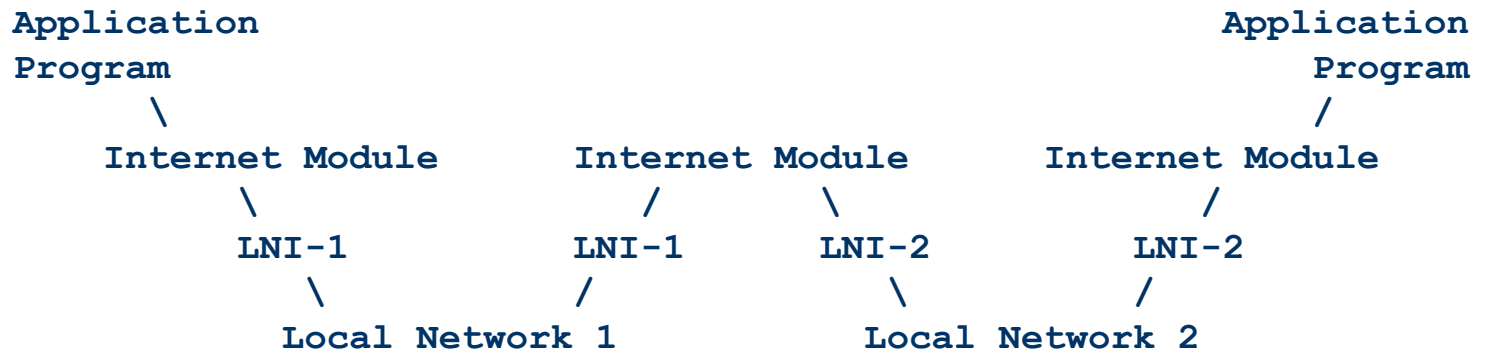 Application Application
Program Program
\ /
Internet Module Internet Module Internet Module
\ / \ /
LNI-1 LNI-1 LNI-2 LNI-2
\ / \ /
Local Network 1 Local Network 2